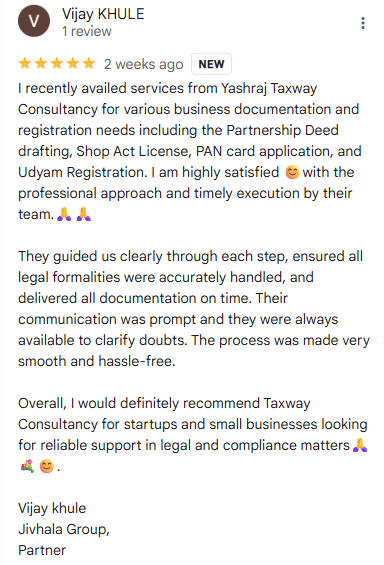 V
Vijay KHULE
1 review
2 weeks ago NEW
I recently availed services from Yashraj Taxway
Consultancy for various business documentation and
registration needs including the Partnership Deed
drafting, Shop Act License, PAN card application, and
Udyam Registration. I am highly satisfied 😊 with the
professional approach and timely execution by their
team.🙏 🙏
They guided us clearly through each step, ensured all
legal formalities were accurately handled, and
delivered all documentation on time. Their
communication was prompt and they were always
available to clarify doubts. The process was made very
smooth and hassle-free.
Overall, I would definitely recommend Taxway
Consultancy for startups and small businesses looking
for reliable support in legal and compliance matters🙏
💐 😊 .
Vijay khule
Jivhala Group,
Partner